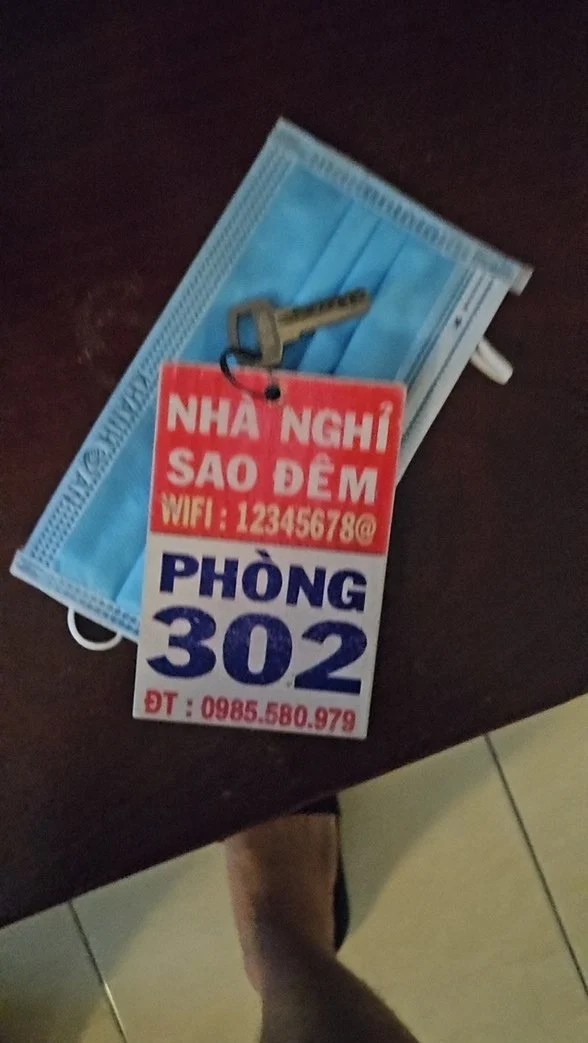 NHÀ NGHỈ
SAO ĐÊM
WIFI : 12345678@
PHÒNG
302
ĐT : 0985.580.979